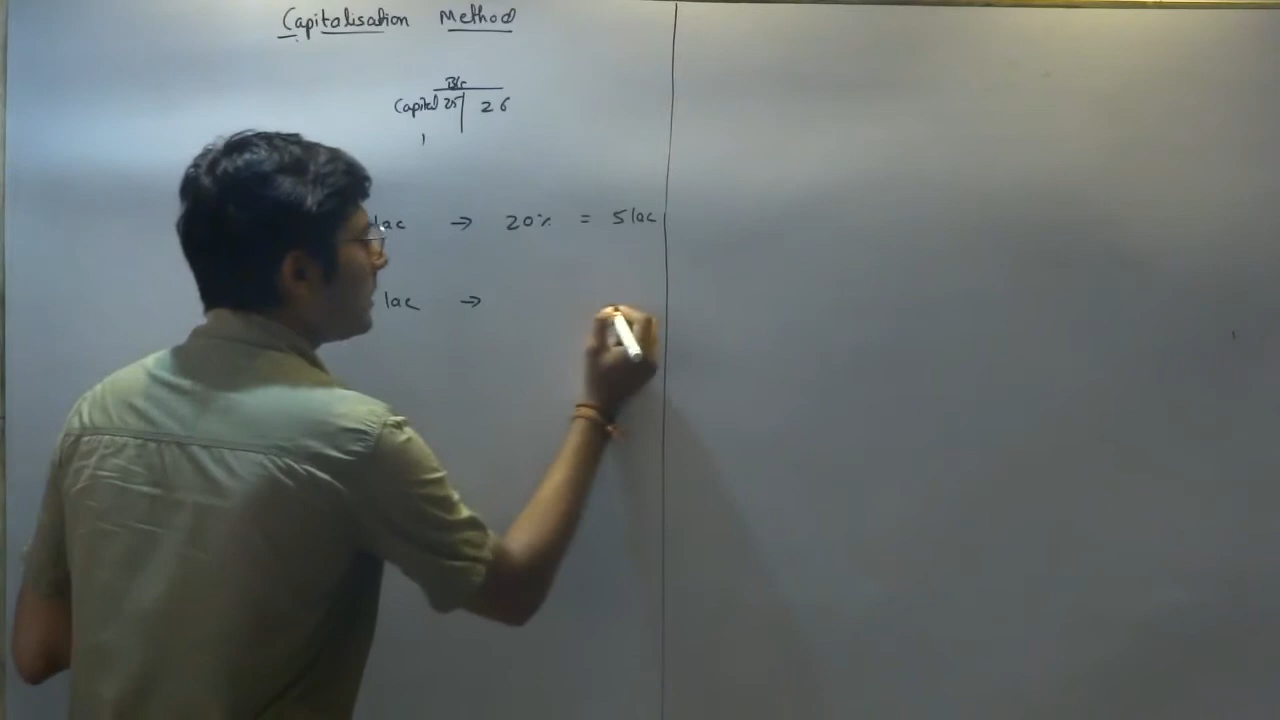 Capitalisation Method
B/s
Capital 25 26
lac → 20% = 5 lac
lac →